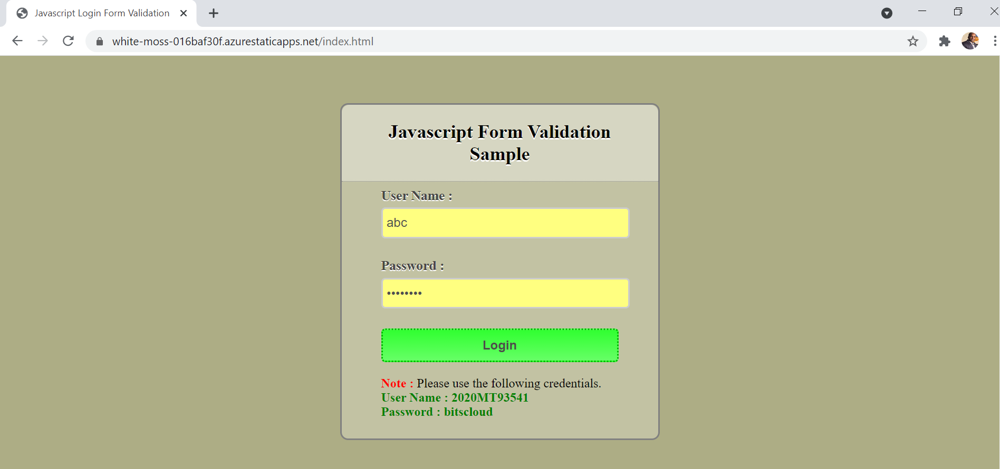 Javascript Login Form Validation
white-moss-016baf30f.azurestaticapps.net/index.html
Javascript Form Validation
Sample
User Name :
abc
Password :
••••••••
Login
Note : Please use the following credentials.
User Name : 2020MT93541
Password : bitscloud